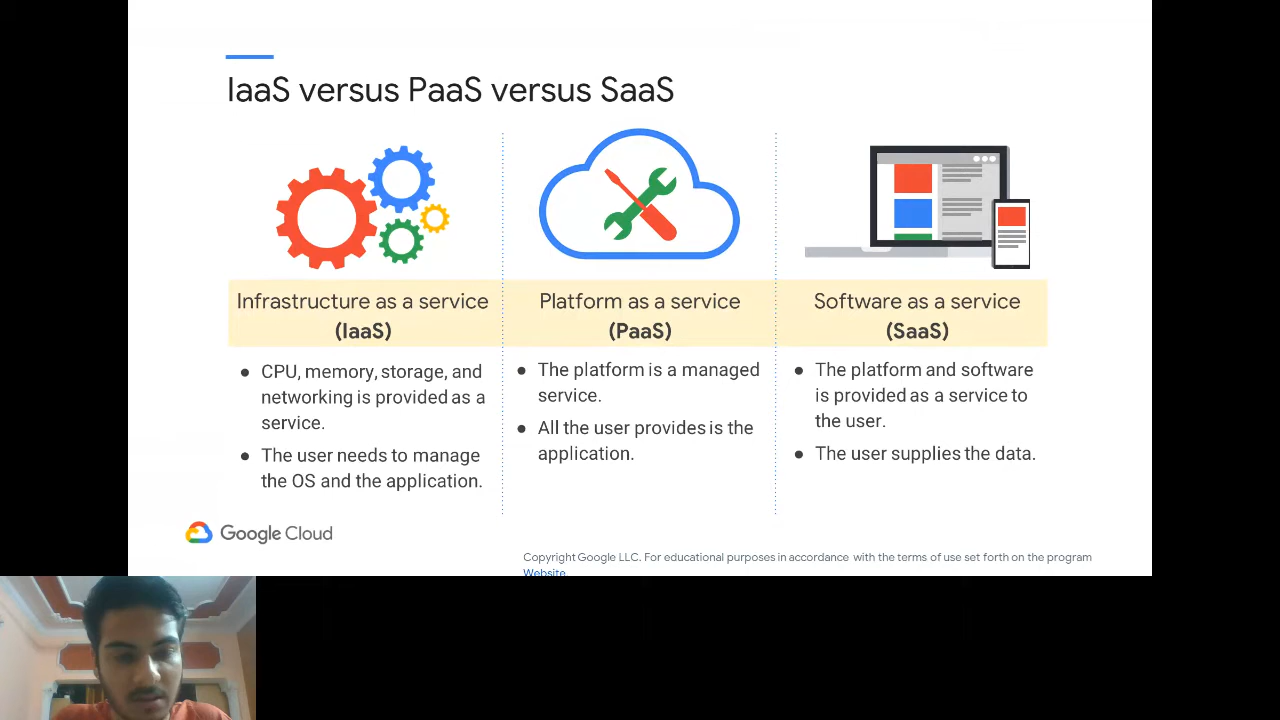 IaaS versus PaaS versus SaaS
Infrastructure as a service
(IaaS)
CPU, memory, storage, and
networking is provided as a
service.
The user needs to manage
the OS and the application.
Platform as a service
(PaaS)
The platform is a managed
service.
All the user provides is the
application.
Software as a service
(SaaS)
The platform and software
is provided as a service to
the user.
The user supplies the data.
Google Cloud
Copyright Google LLC. For educational purposes in accordance with the terms of use set forth on the program
Website.